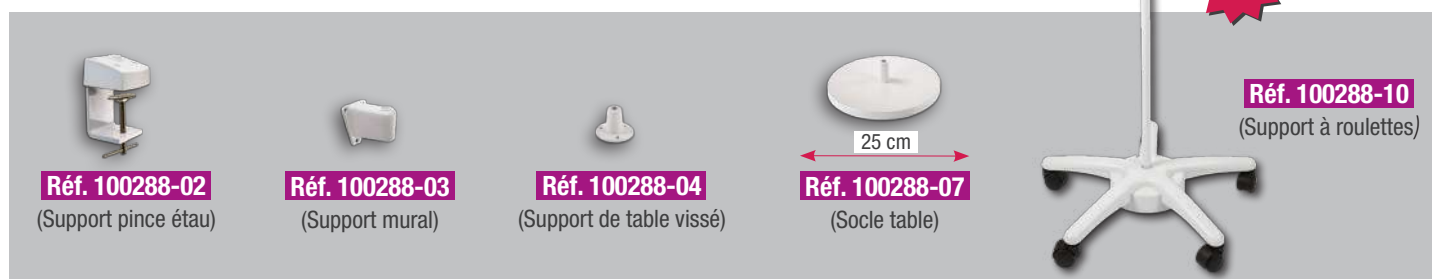 Réf. 100288-02
(Support pince étau)
Réf. 100288-03
(Support mural)
Réf. 100288-04
(Support de table vissé)
25 cm
Réf. 100288-07
(Socle table)
Réf. 100288-10
(Support à roulettes)